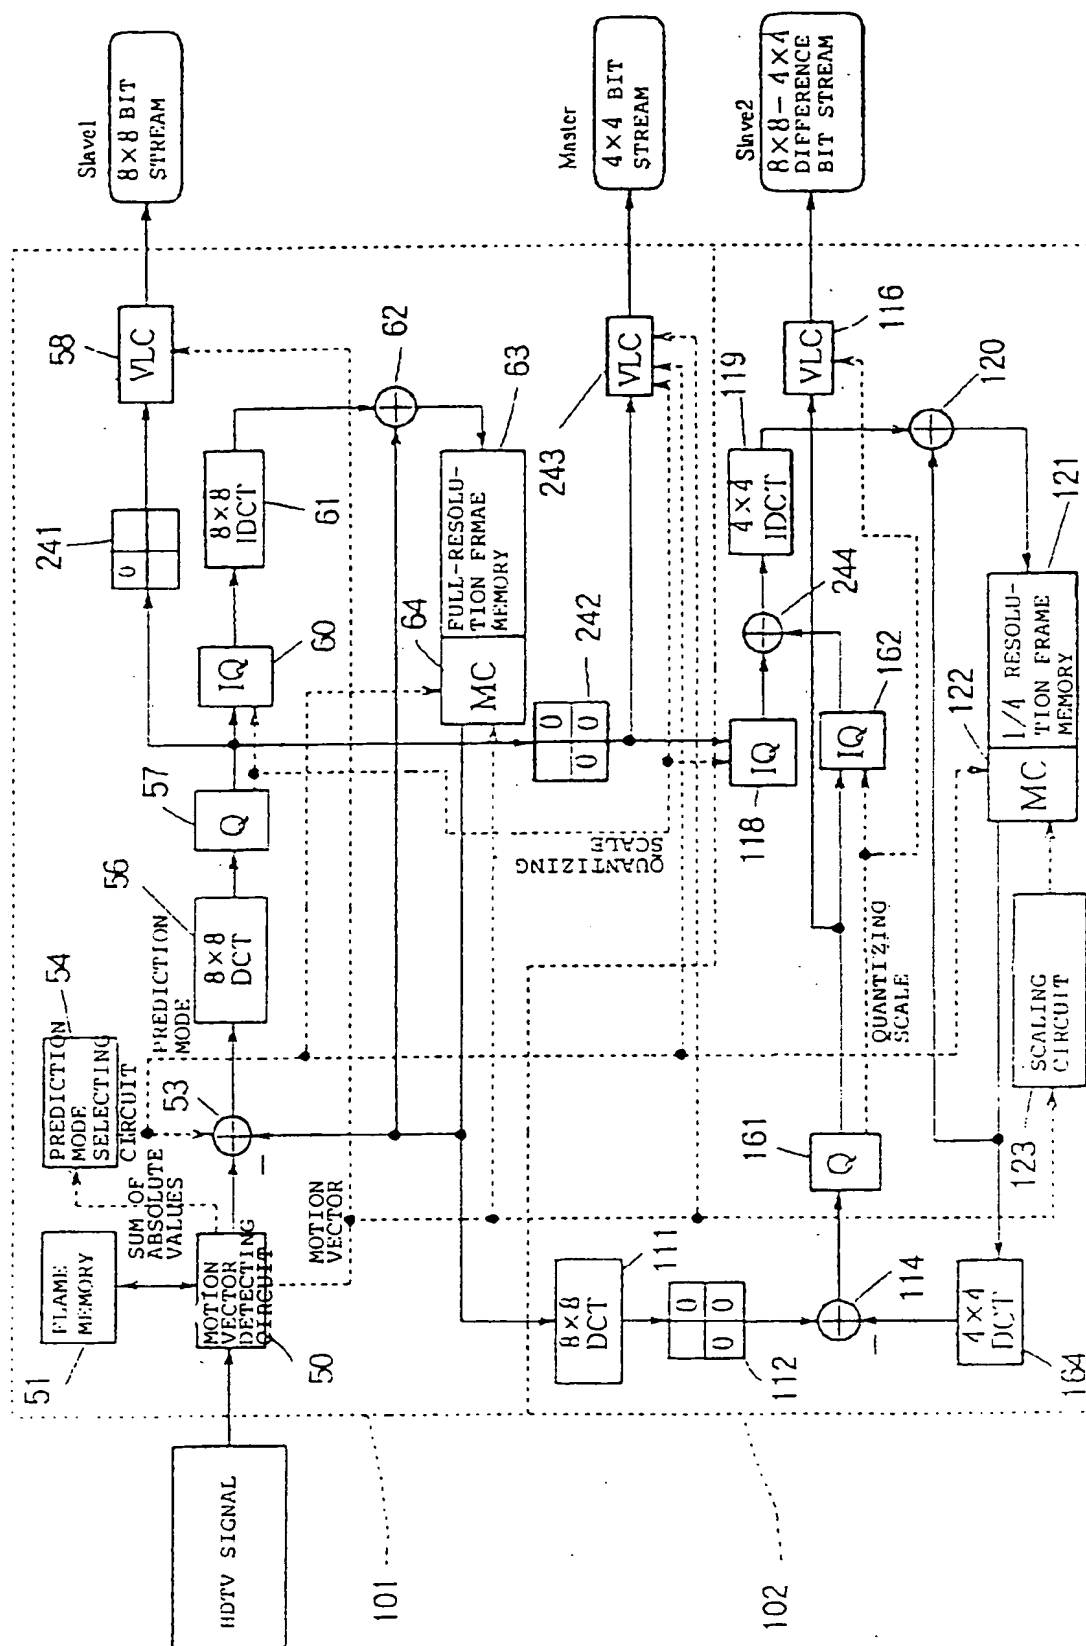 HDTV SIGNAL
51
FLAME
MEMORY
50
MOTION
VECTOR
DETECTING
CIRCUIT
SUM OF
ABSOLUTE
VALUES
MOTION
VECTOR
54
PREDICTION
MODE
SELECTING
CIRCUIT
53
−
PREDICTION
MODE
56
8×8
DCT
57
Q
60
IQ
241
0
61
8×8
IDCT
58
VLC
62
63
64
MC
FULL-RESOLU-
TION FRMAE
MEMORY
Slave1
8×8 BIT
STREAM
242
0
0
0
QUANTIZING
SCALE
243
VLC
Master
4×4 BIT
STREAM
101
102
111
8×8
DCT
112
0
0
0
114
−
164
4×4
DCT
161
Q
QUANTIZING
SCALE
123
SCALING
CIRCUIT
118
IQ
162
IQ
244
119
4×4
IDCT
116
VLC
120
121
122
MC
1/4 RESOLU-
TION FRAME
MEMORY
Slave2
8×8−4×4
DIFFERENCE
BIT STREAM